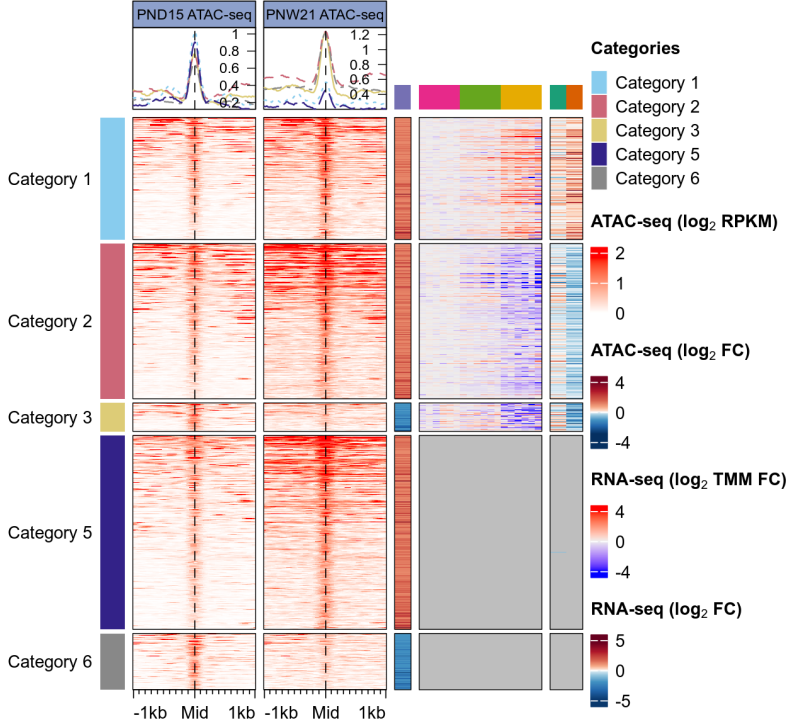 PND15 ATAC-seq
PNW21 ATAC-seq
1
0.8
0.6
0.4
0.2
1.2
1
0.8
0.6
0.4
Category 1
Category 2
Category 3
Category 5
Category 6
-1kb Mid 1kb
-1kb Mid 1kb
Categories
Category 1
Category 2
Category 3
Category 5
Category 6
ATAC-seq (log₂ RPKM)
2
1
0
ATAC-seq (log₂ FC)
4
2
0
-2
-4
RNA-seq (log₂ TMM FC)
4
2
0
-2
-4
RNA-seq (log₂ FC)
5
0
-5